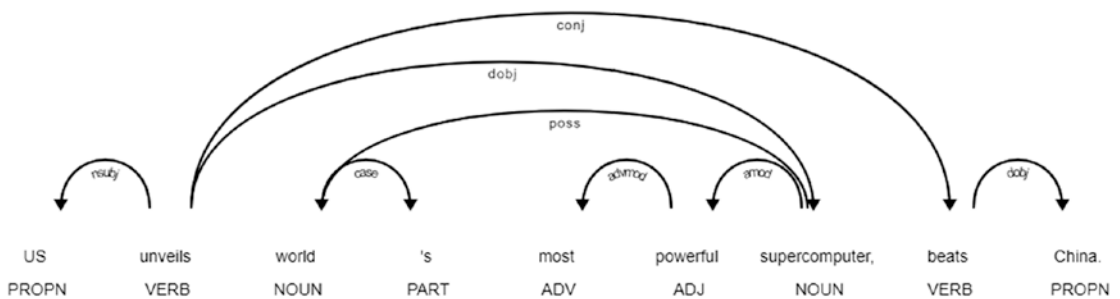 conj
dobj
poss
nsubj case advmod amod dobj
US unveils world 's most powerful supercomputer, beats China.
PROPN VERB NOUN PART ADV ADJ NOUN VERB PROPN